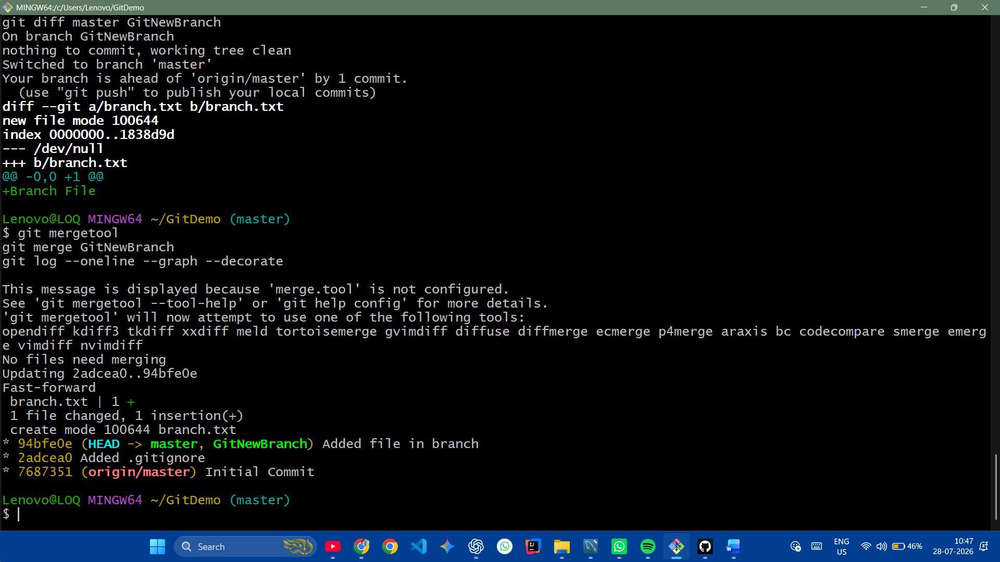 MINGW64:/c/Users/Lenovo/GitDemo
git diff master GitNewBranch
On branch GitNewBranch
nothing to commit, working tree clean
Switched to branch 'master'
Your branch is ahead of 'origin/master' by 1 commit.
  (use "git push" to publish your local commits)
diff --git a/branch.txt b/branch.txt
new file mode 100644
index 0000000..1838d9d
--- /dev/null
+++ b/branch.txt
@@ -0,0 +1 @@
+Branch File
Lenovo@LOQ MINGW64 ~/GitDemo (master)
$ git mergetool
git merge GitNewBranch
git log --oneline --graph --decorate
This message is displayed because 'merge.tool' is not configured.
See 'git mergetool --tool-help' or 'git help config' for more details.
'git mergetool' will now attempt to use one of the following tools:
opendiff kdiff3 tkdiff xxdiff meld tortoisemerge gvimdiff diffuse diffmerge ecmerge p4merge araxis bc codecompare smerge emerg
e vimdiff nvimdiff
No files need merging
Updating 2adcea0..94bfe0e
Fast-forward
 branch.txt | 1 +
 1 file changed, 1 insertion(+)
 create mode 100644 branch.txt
* 94bfe0e (HEAD -> master, GitNewBranch) Added file in branch
* 2adcea0 Added .gitignore
* 7687351 (origin/master) Initial Commit
Lenovo@LOQ MINGW64 ~/GitDemo (master)
$
Search
ENG
US
46%
10:47
28-07-2026